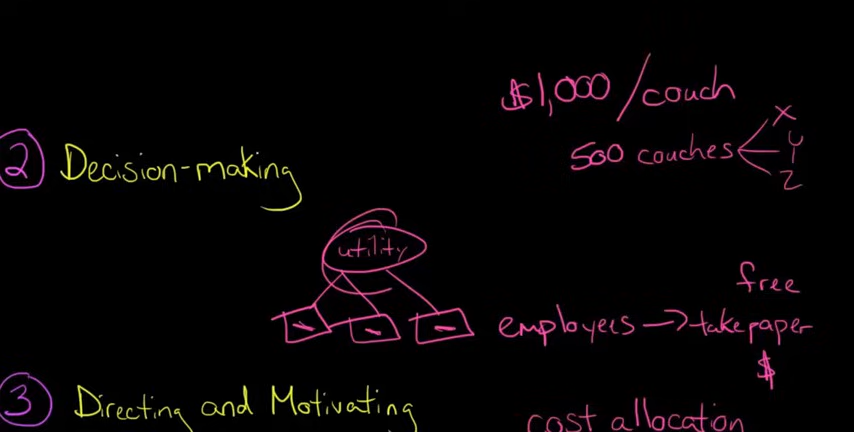 $1,000/couch
500 couches
X
Y
Z
2 Decision-making
utility
free
employees → take paper
$
3 Directing and Motivating
cost allocation